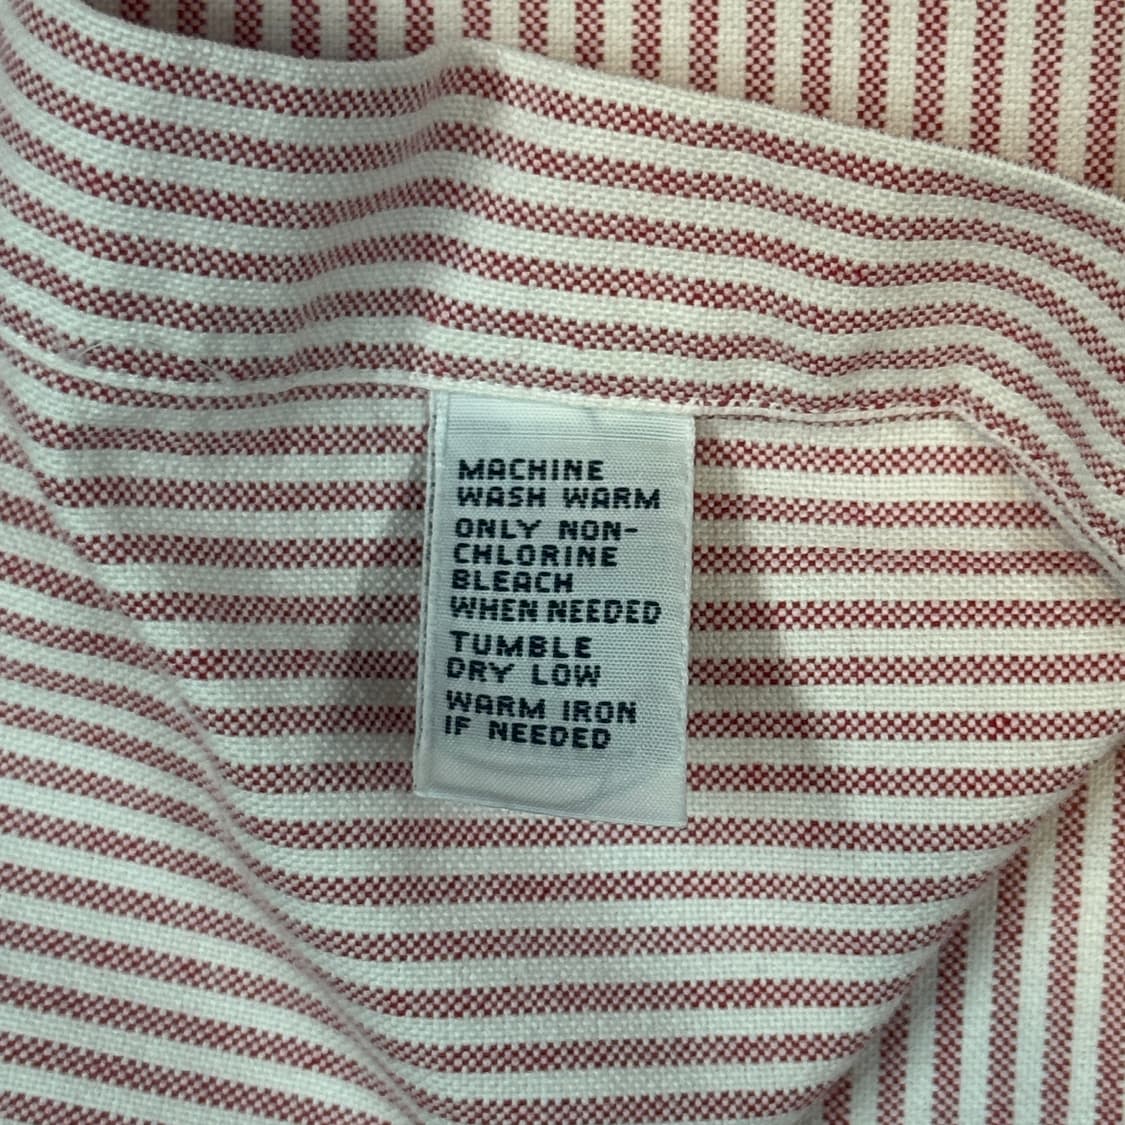 MACHINE
WASH WARM
ONLY NON-
CHLORINE
BLEACH
WHEN NEEDED
TUMBLE
DRY LOW
WARM IRON
IF NEEDED